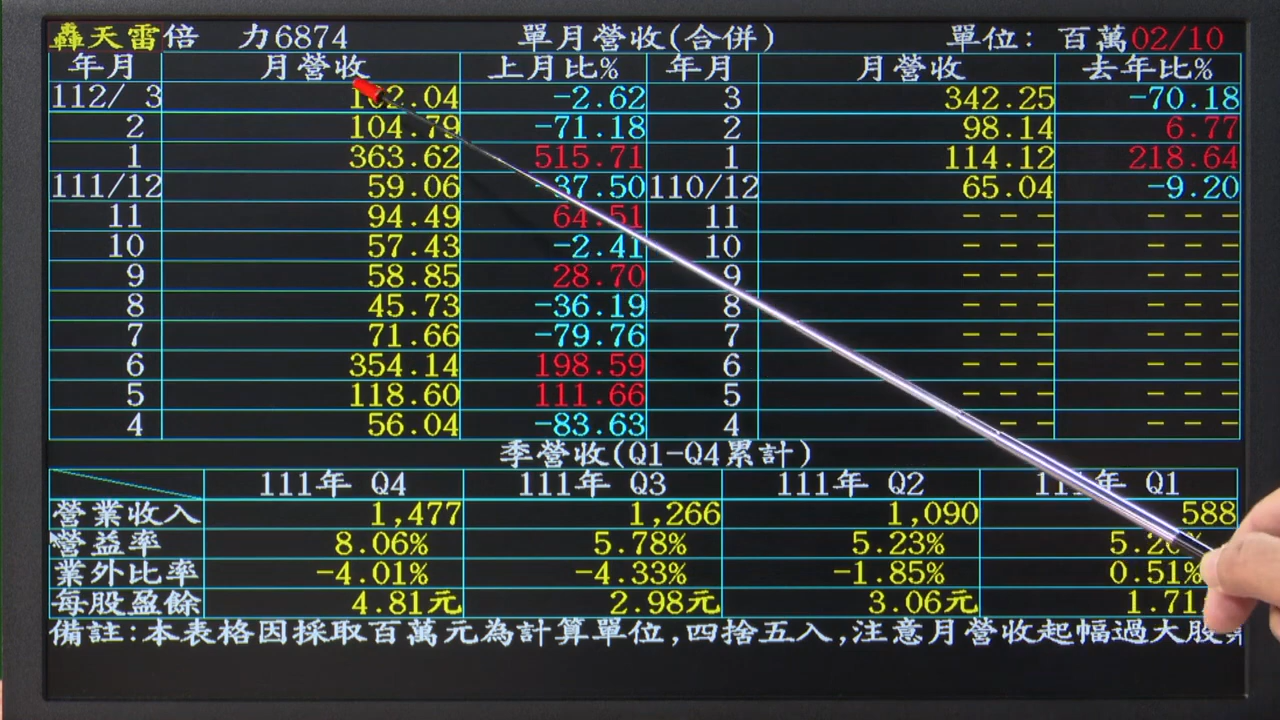 轟天雷倍 力6874 單月營收(合併) 單位: 百萬02/10
年月 月營收 上月比% 年月 月營收 去年比%
112/ 3 102.04 -2.62 3 342.25 -70.18
2 104.79 -71.18 2 98.14 6.77
1 363.62 515.71 1 114.12 218.64
111/12 59.06 -37.50 110/12 65.04 -9.20
11 94.49 64.51 11 --- ---
10 57.43 -2.41 10 --- ---
9 58.85 28.70 9 --- ---
8 45.73 -36.19 8 --- ---
7 71.66 -79.76 7 --- ---
6 354.14 198.59 6 --- ---
5 118.60 111.66 5 --- ---
4 56.04 -83.63 4 --- ---
季營收(Q1-Q4累計)
111年 Q4 111年 Q3 111年 Q2 111年 Q1
營業收入 1,477 1,266 1,090 588
營益率 8.06% 5.78% 5.23%
業外比率 -4.01% -4.33% -1.85% 0.51%
每股盈餘 4.81元 2.98元 3.06元 1.71
備註:本表格因採取百萬元為計算單位,四捨五入,注意月營收起幅過大股